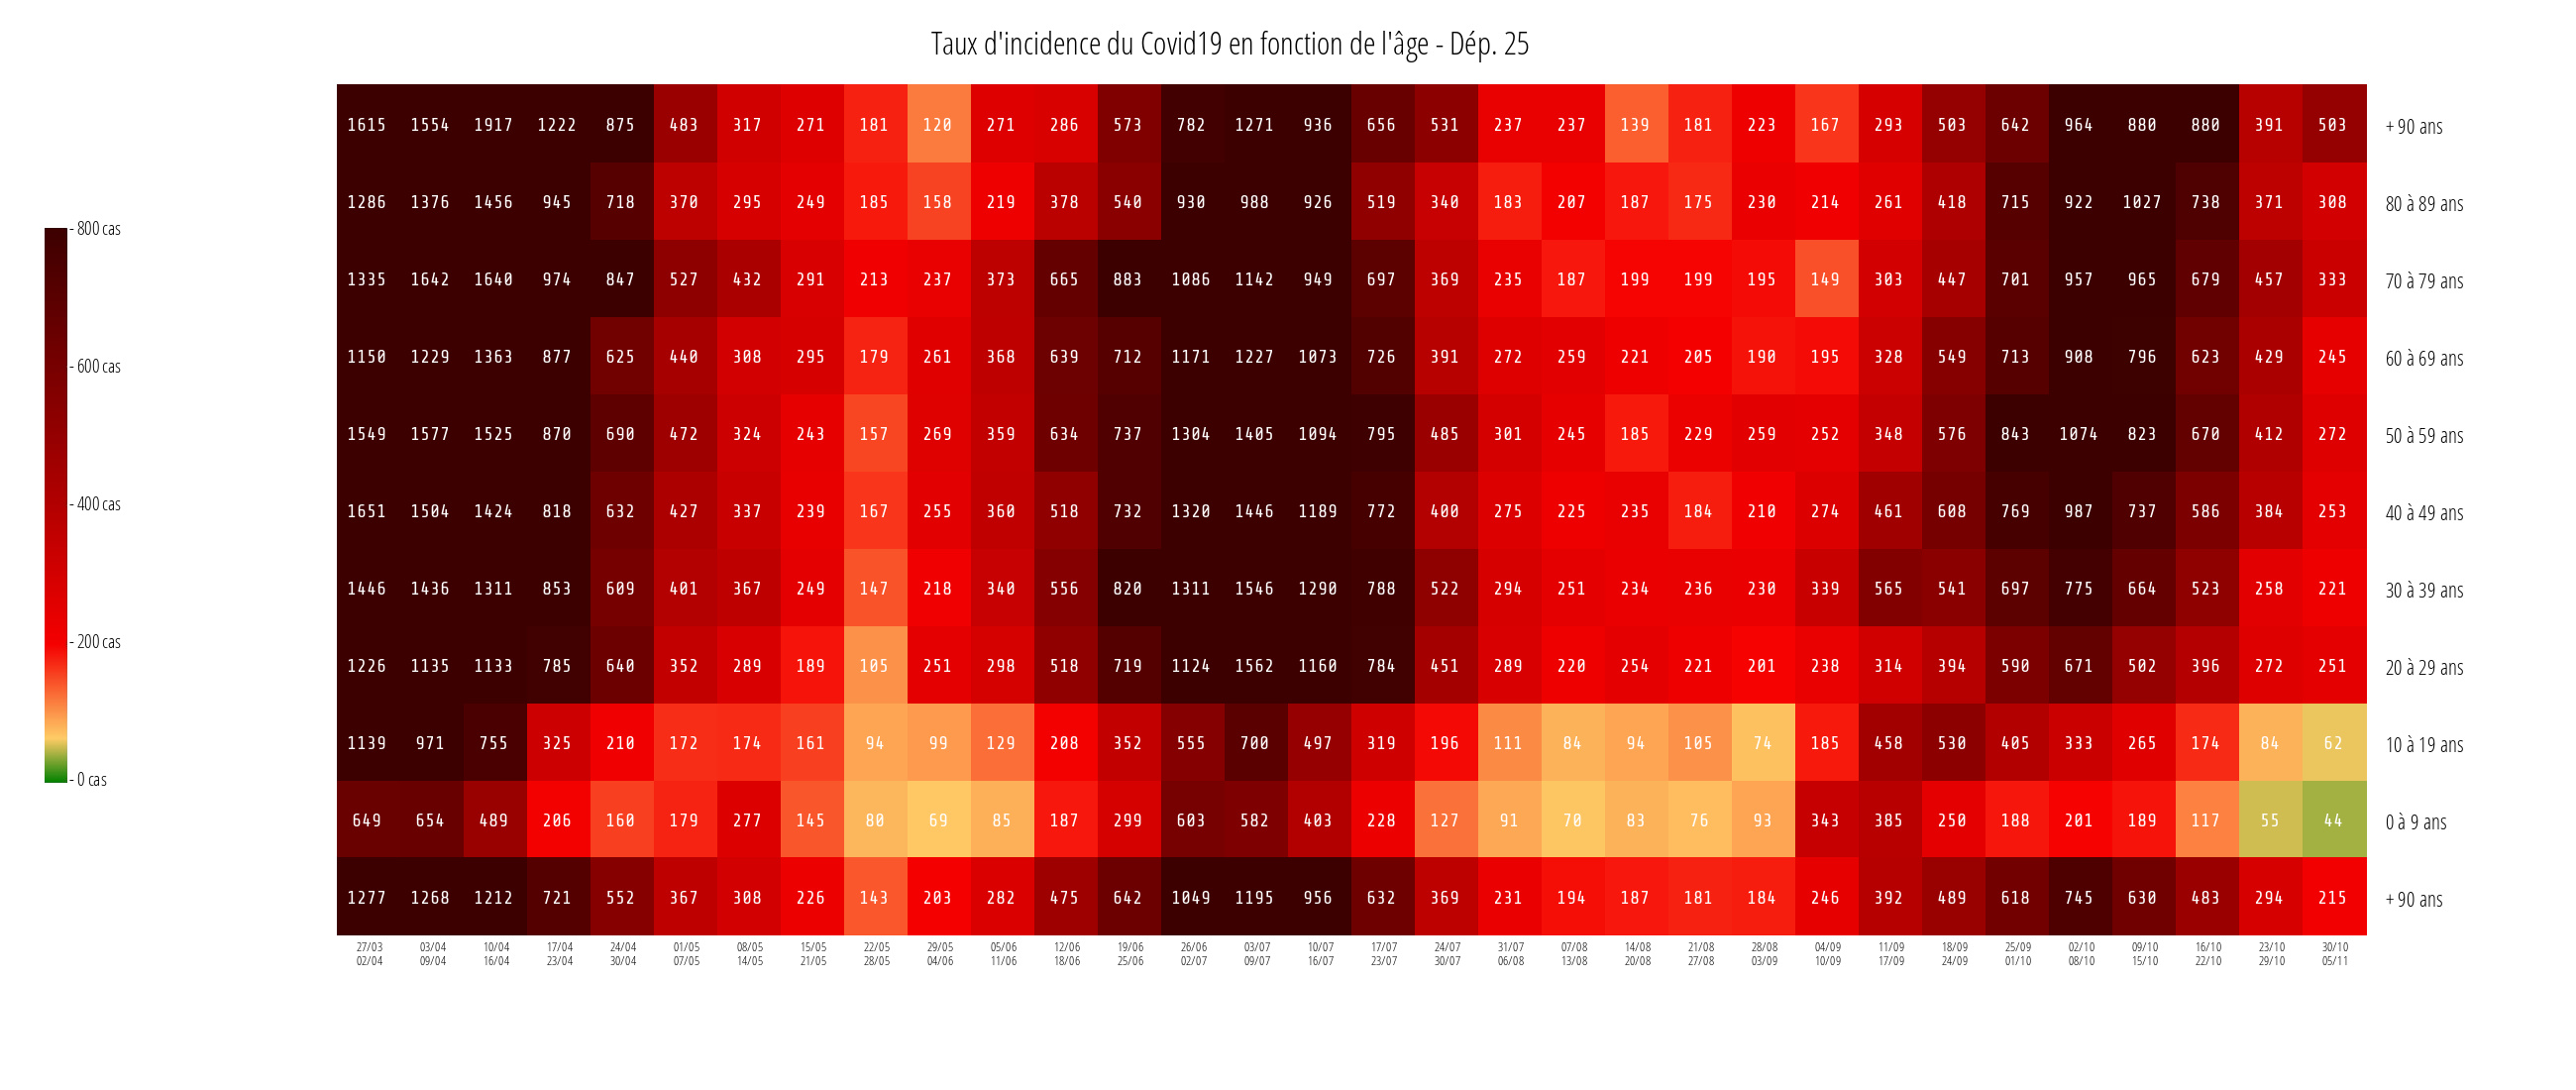 Taux d'incidence du Covid19 en fonction de l'âge - Dép. 25
- 800 cas
- 600 cas
- 400 cas
- 200 cas
- 0 cas
1615 1554 1917 1222 875 483 317 271 181 120 271 286 573 782 1271 936 656 531 237 237 139 181 223 167 293 503 642 964 880 880 391 503 + 90 ans
1286 1376 1456 945 718 370 295 249 185 158 219 378 540 930 988 926 519 340 183 207 187 175 230 214 261 418 715 922 1027 738 371 308 80 à 89 ans
1335 1642 1640 974 847 527 432 291 213 237 373 665 883 1086 1142 949 697 369 235 187 199 199 195 149 303 447 701 957 965 679 457 333 70 à 79 ans
1150 1229 1363 877 625 440 308 295 179 261 368 639 712 1171 1227 1073 726 391 272 259 221 205 190 195 328 549 713 908 796 623 429 245 60 à 69 ans
1549 1577 1525 870 690 472 324 243 157 269 359 634 737 1304 1405 1094 795 485 301 245 185 229 259 252 348 576 843 1074 823 670 412 272 50 à 59 ans
1651 1504 1424 818 632 427 337 239 167 255 360 518 732 1320 1446 1189 772 400 275 225 235 184 210 274 461 608 769 987 737 586 384 253 40 à 49 ans
1446 1436 1311 853 609 401 367 249 147 218 340 556 820 1311 1546 1290 788 522 294 251 234 236 230 339 565 541 697 775 664 523 258 221 30 à 39 ans
1226 1135 1133 785 640 352 289 189 105 251 298 518 719 1124 1562 1160 784 451 289 220 254 221 201 238 314 394 590 671 502 396 272 251 20 à 29 ans
1139 971 755 325 210 172 174 161 94 99 129 208 352 555 700 497 319 196 111 84 94 105 74 185 458 530 405 333 265 174 84 62 10 à 19 ans
649 654 489 206 160 179 277 145 80 69 85 187 299 603 582 403 228 127 91 70 83 76 93 343 385 250 188 201 189 117 55 44 0 à 9 ans
1277 1268 1212 721 552 367 308 226 143 203 282 475 642 1049 1195 956 632 369 231 194 187 181 184 246 392 489 618 745 630 483 294 215 + 90 ans
27/03 03/04 10/04 17/04 24/04 01/05 08/05 15/05 22/05 29/05 05/06 12/06 19/06 26/06 03/07 10/07 17/07 24/07 31/07 07/08 14/08 21/08 28/08 04/09 11/09 18/09 25/09 02/10 09/10 16/10 23/10 30/10
02/04 09/04 16/04 23/04 30/04 07/05 14/05 21/05 28/05 04/06 11/06 18/06 25/06 02/07 09/07 16/07 23/07 30/07 06/08 13/08 20/08 27/08 03/09 10/09 17/09 24/09 01/10 08/10 15/10 22/10 29/10 05/11